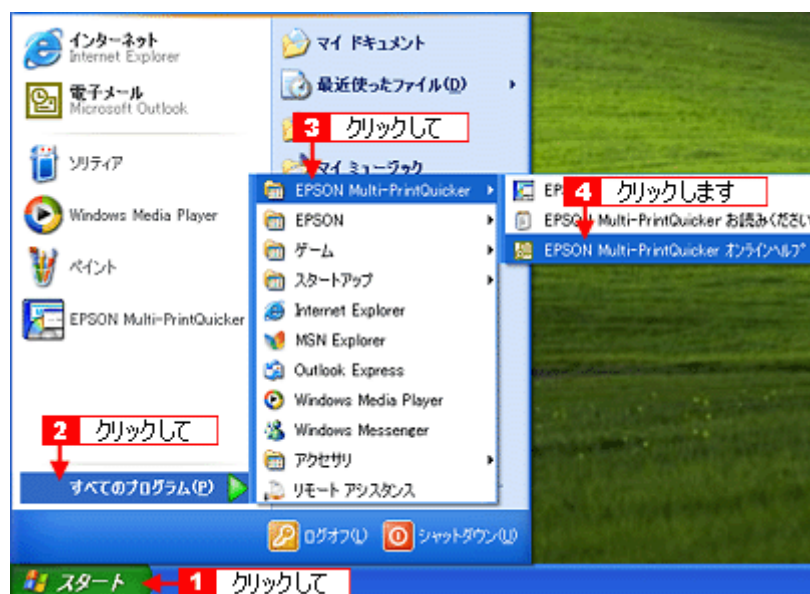 インターネット
Internet Explorer
電子メール
Microsoft Outlook
ソリティア
Windows Media Player
ペイント
EPSON Multi-PrintQuicker
2 クリックして
すべてのプログラム(P)
マイ ドキュメント
最近使ったファイル(D)
3 クリックして
マイ ミュージック
EPSON Multi-PrintQuicker
EPSON
ゲーム
スタートアップ
Internet Explorer
MSN Explorer
Outlook Express
Windows Media Player
Windows Messenger
アクセサリ
リモート アシスタンス
4 クリックします
EPSON Multi-PrintQuicker お読みください
EPSON Multi-PrintQuicker オンラインヘルプ
ログオフ(L)
シャットダウン(U)
スタート
1 クリックして